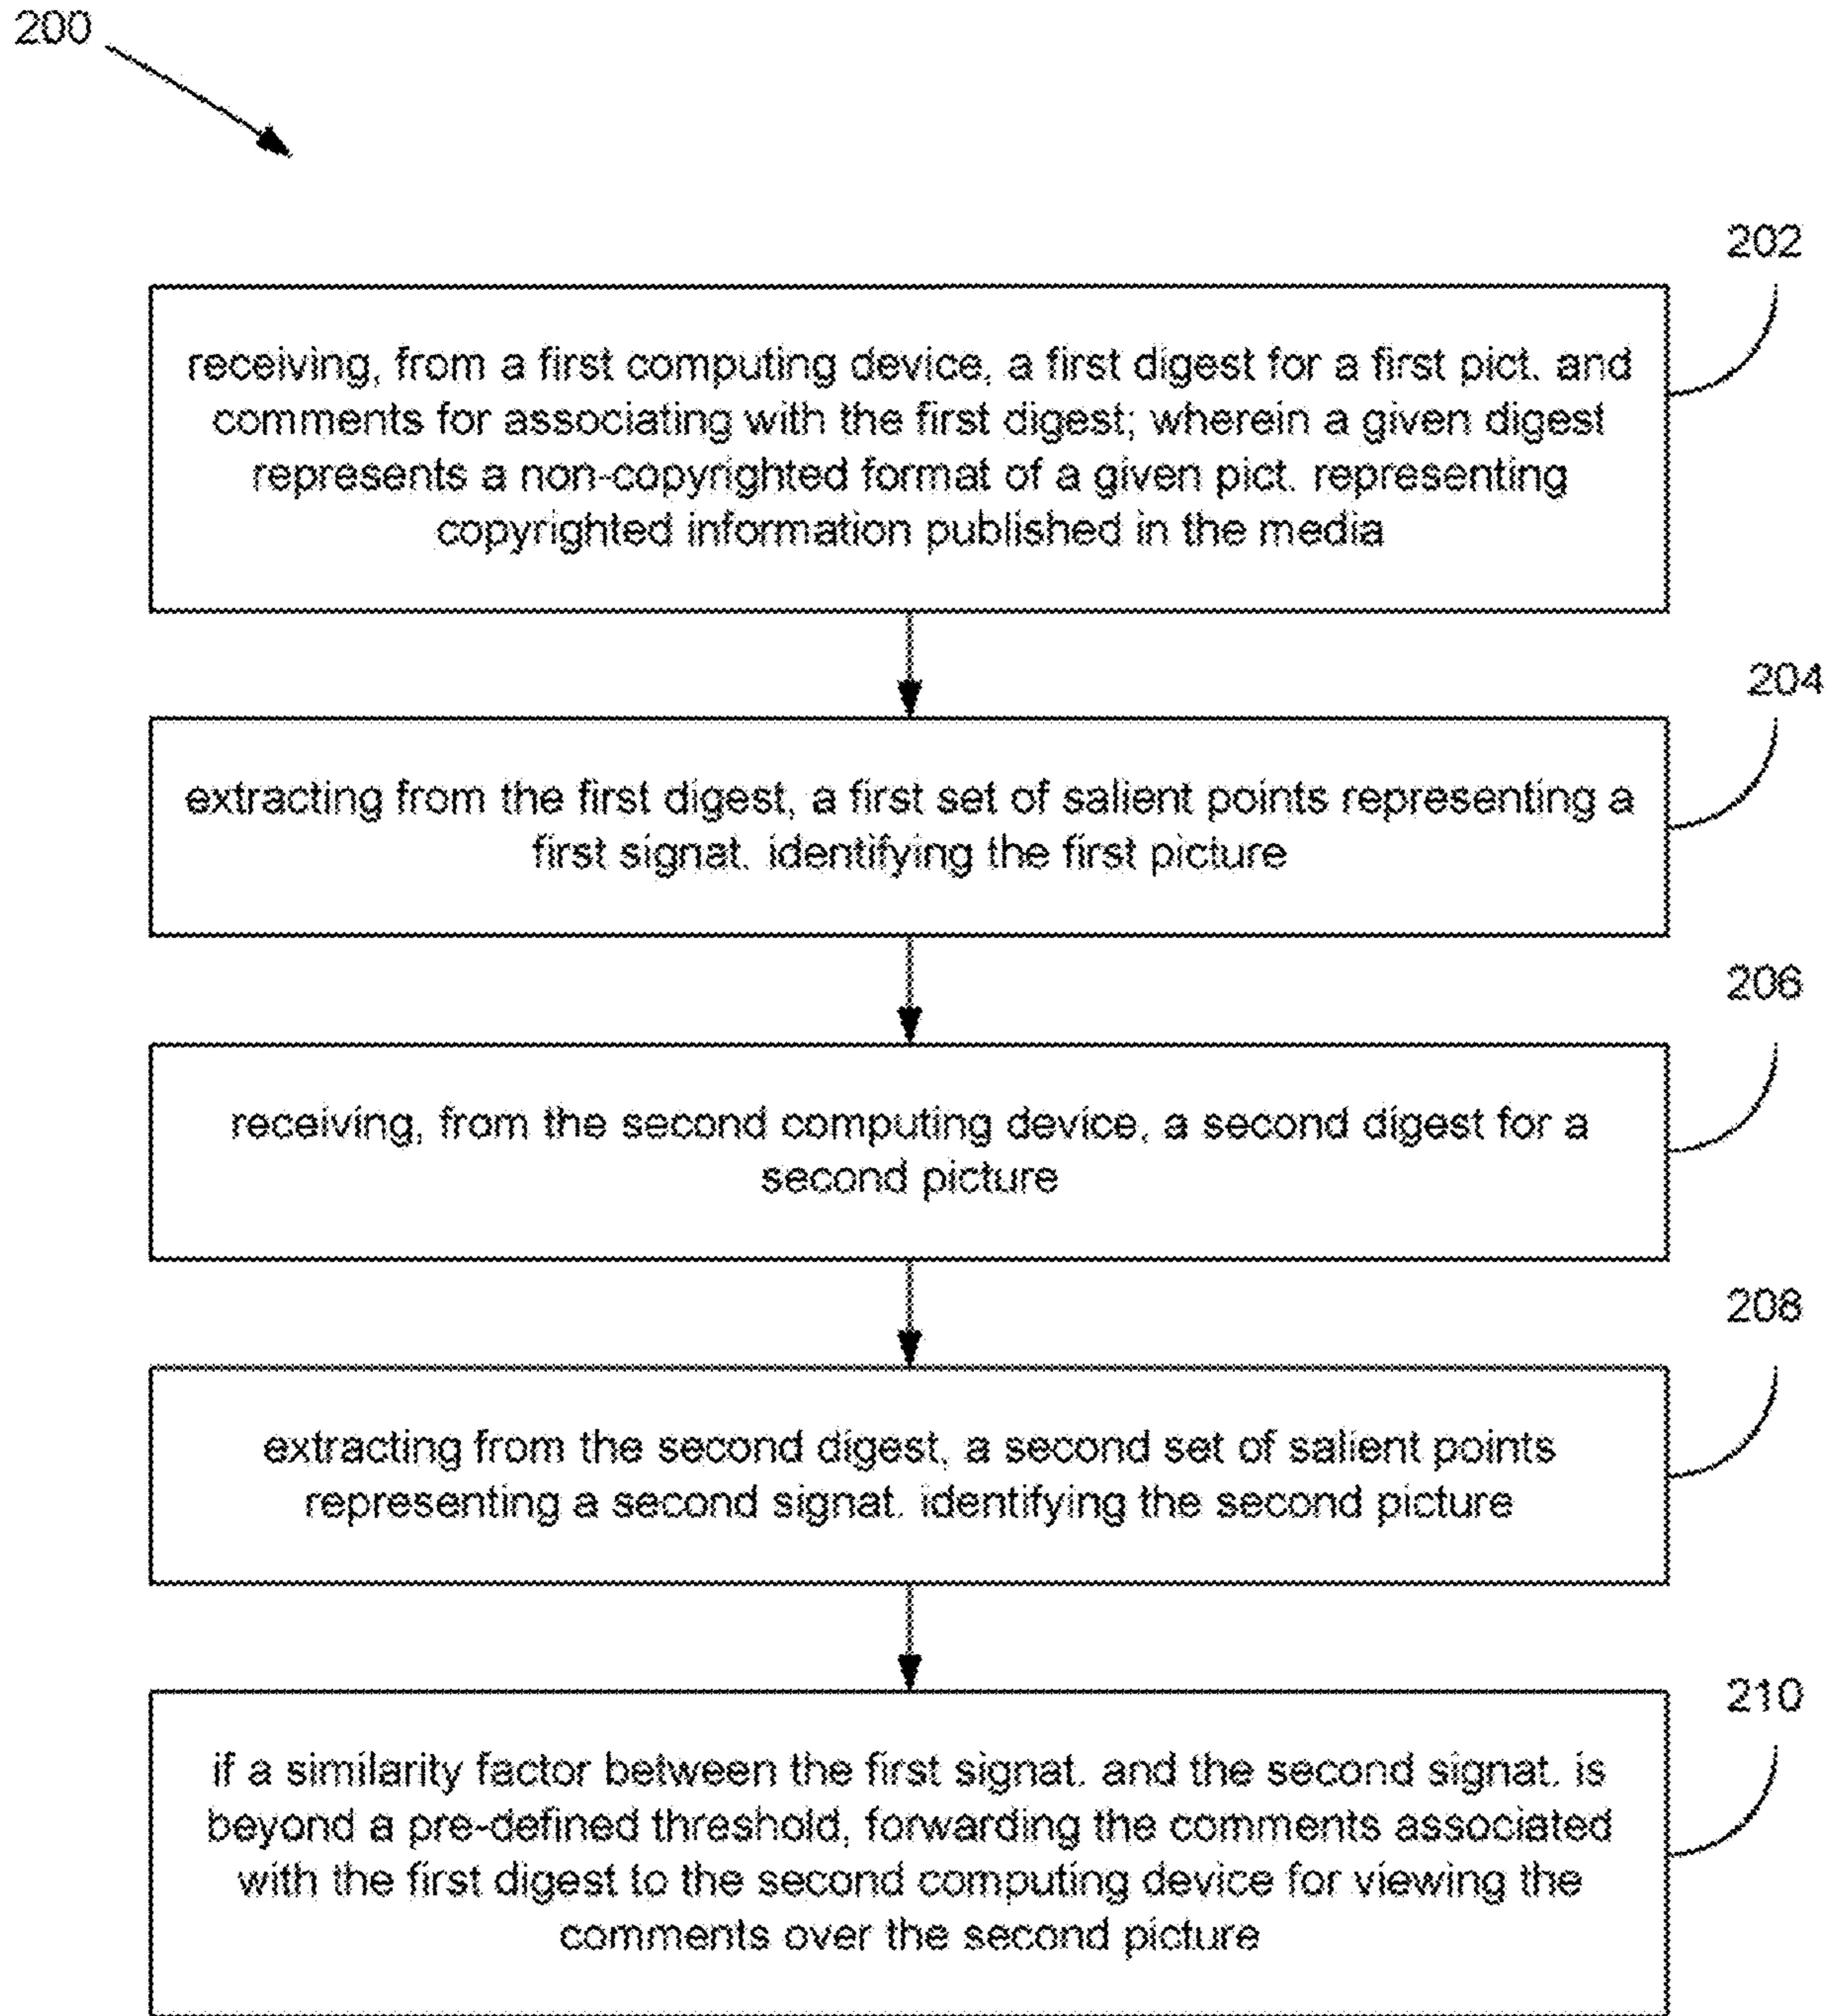 200
202
receiving, from a first computing device, a first digest for a first pict. and
comments for associating with the first digest; wherein a given digest
represents a non-copyrighted format of a given pict. representing
copyrighted information published in the media
204
extracting from the first digest, a first set of salient points representing a
first signat. identifying the first picture
206
receiving, from the second computing device, a second digest for a
second picture
208
extracting from the second digest, a second set of salient points
representing a second signat. identifying the second picture
210
if a similarity factor between the first signat. and the second signat. is
beyond a pre-defined threshold, forwarding the comments associated
with the first digest to the second computing device for viewing the
comments over the second picture